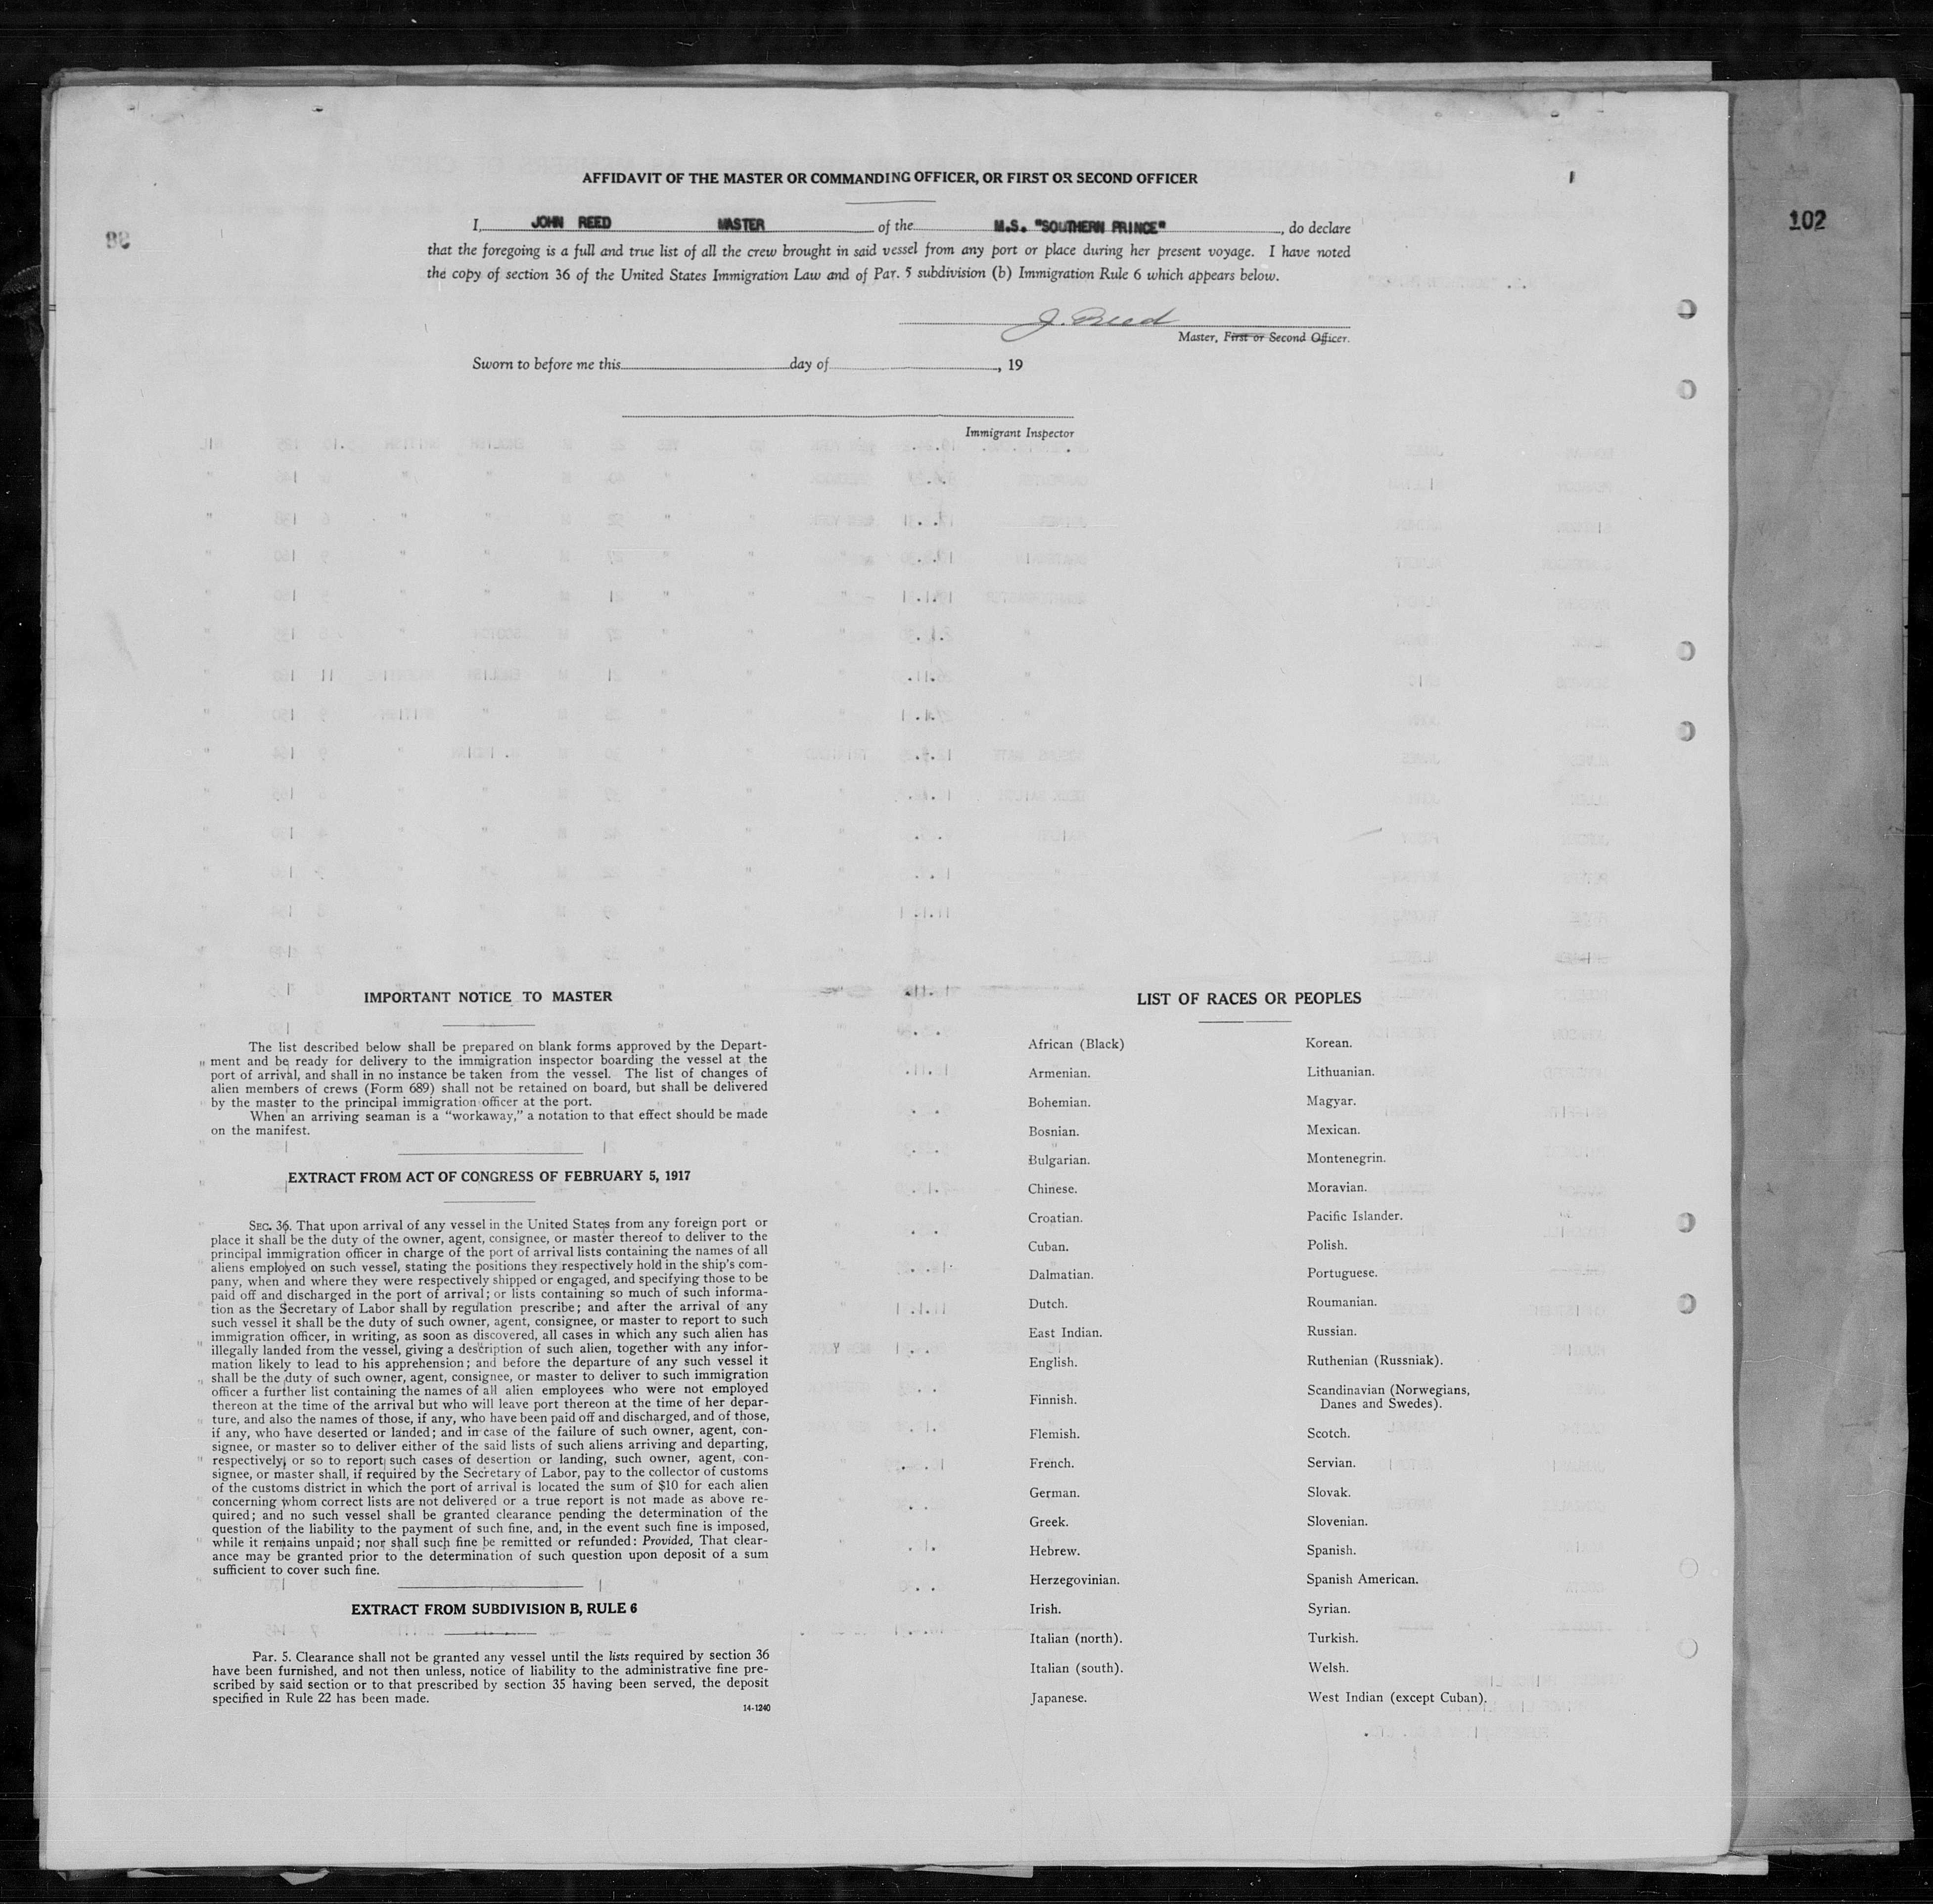 AFFIDAVIT OF THE MASTER OR COMMANDING OFFICER, OR FIRST OR SECOND OFFICER
102
I, JOHN REED MASTER of the M.S. "SOUTHERN PRINCE", do declare
that the foregoing is a full and true list of all the crew brought in said vessel from any port or place during her present voyage. I have noted
the copy of section 36 of the United States Immigration Law and of Par. 5 subdivision (b) Immigration Rule 6 which appears below.
J. Reed
Master, First or Second Officer.
Sworn to before me this day of , 19
Immigrant Inspector
IMPORTANT NOTICE TO MASTER
The list described below shall be prepared on blank forms approved by the Depart-
ment and be ready for delivery to the immigration inspector boarding the vessel at the
port of arrival, and shall in no instance be taken from the vessel. The list of changes of
alien members of crews (Form 689) shall not be retained on board, but shall be delivered
by the master to the principal immigration officer at the port.
When an arriving seaman is a "workaway," a notation to that effect should be made
on the manifest.
EXTRACT FROM ACT OF CONGRESS OF FEBRUARY 5, 1917
SEC. 36. That upon arrival of any vessel in the United States from any foreign port or
place it shall be the duty of the owner, agent, consignee, or master thereof to deliver to the
principal immigration officer in charge of the port of arrival lists containing the names of all
aliens employed on such vessel, stating the positions they respectively hold in the ship's com-
pany, when and where they were respectively shipped or engaged, and specifying those to be
paid off and discharged in the port of arrival; or lists containing so much of such informa-
tion as the Secretary of Labor shall by regulation prescribe; and after the arrival of any
such vessel it shall be the duty of such owner, agent, consignee, or master to report to such
immigration officer, in writing, as soon as discovered, all cases in which any such alien has
illegally landed from the vessel, giving a description of such alien, together with any infor-
mation likely to lead to his apprehension; and before the departure of any such vessel it
shall be the duty of such owner, agent, consignee, or master to deliver to such immigration
officer a further list containing the names of all alien employees who were not employed
thereon at the time of the arrival but who will leave port thereon at the time of her depar-
ture, and also the names of those, if any, who have been paid off and discharged, and of those,
if any, who have deserted or landed; and in case of the failure of such owner, agent, con-
signee, or master so to deliver either of the said lists of such aliens arriving and departing,
respectively, or so to report such cases of desertion or landing, such owner, agent, con-
signee, or master shall, if required by the Secretary of Labor, pay to the collector of customs
of the customs district in which the port of arrival is located the sum of $10 for each alien
concerning whom correct lists are not delivered or a true report is not made as above re-
quired; and no such vessel shall be granted clearance pending the determination of the
question of the liability to the payment of such fine, and, in the event such fine is imposed,
while it remains unpaid; nor shall such fine be remitted or refunded: Provided, That clear-
ance may be granted prior to the determination of such question upon deposit of a sum
sufficient to cover such fine.
EXTRACT FROM SUBDIVISION B, RULE 6
Par. 5. Clearance shall not be granted any vessel until the lists required by section 36
have been furnished, and not then unless, notice of liability to the administrative fine pre-
scribed by said section or to that prescribed by section 35 having been served, the deposit
specified in Rule 22 has been made.
14-1240
LIST OF RACES OR PEOPLES
African (Black)
Armenian.
Bohemian.
Bosnian.
Bulgarian.
Chinese.
Croatian.
Cuban.
Dalmatian.
Dutch.
East Indian.
English.
Finnish.
Flemish.
French.
German.
Greek.
Hebrew.
Herzegovinian.
Irish.
Italian (north).
Italian (south).
Japanese.
Korean.
Lithuanian.
Magyar.
Mexican.
Montenegrin.
Moravian.
Pacific Islander.
Polish.
Portuguese.
Roumanian.
Russian.
Ruthenian (Russniak).
Scandinavian (Norwegians,
Danes and Swedes).
Scotch.
Servian.
Slovak.
Slovenian.
Spanish.
Spanish American.
Syrian.
Turkish.
Welsh.
West Indian (except Cuban).